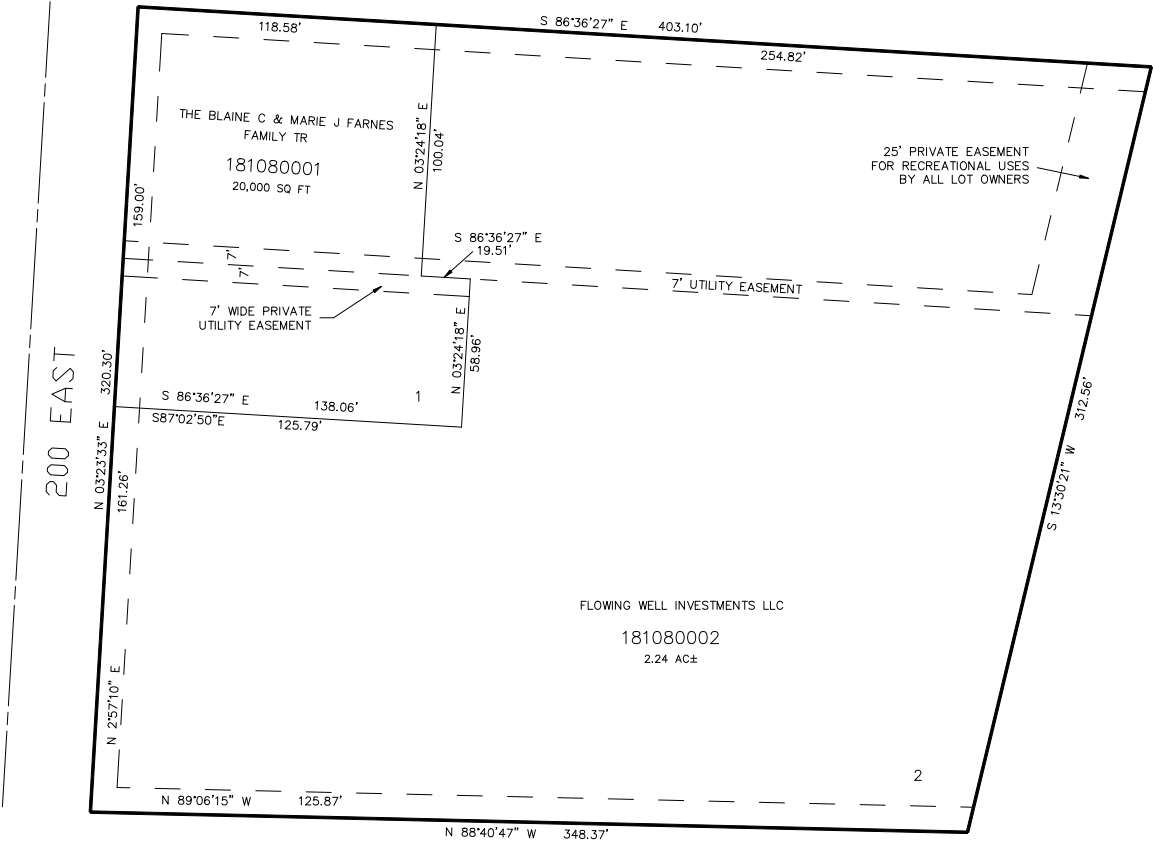 S 86°36'27" E 403.10'
118.58'
254.82'
THE BLAINE C & MARIE J FARNES
FAMILY TR
181080001
20,000 SQ FT
N 03°24'18" E
100.04'
25' PRIVATE EASEMENT
FOR RECREATIONAL USES
BY ALL LOT OWNERS
159.00'
S 86°36'27" E
19.51'
7'
7'
7' UTILITY EASEMENT
7' WIDE PRIVATE
UTILITY EASEMENT
N 03°24'18" E
58.96'
200 EAST
N 03°23'33" E 320.30'
S 86°36'27" E 138.06'
1
S87°02'50"E 125.79'
161.26'
S 13°30'21" W 312.56'
FLOWING WELL INVESTMENTS LLC
181080002
2.24 AC±
N 2°57'10" E
2
N 89°06'15" W 125.87'
N 88°40'47" W 348.37'